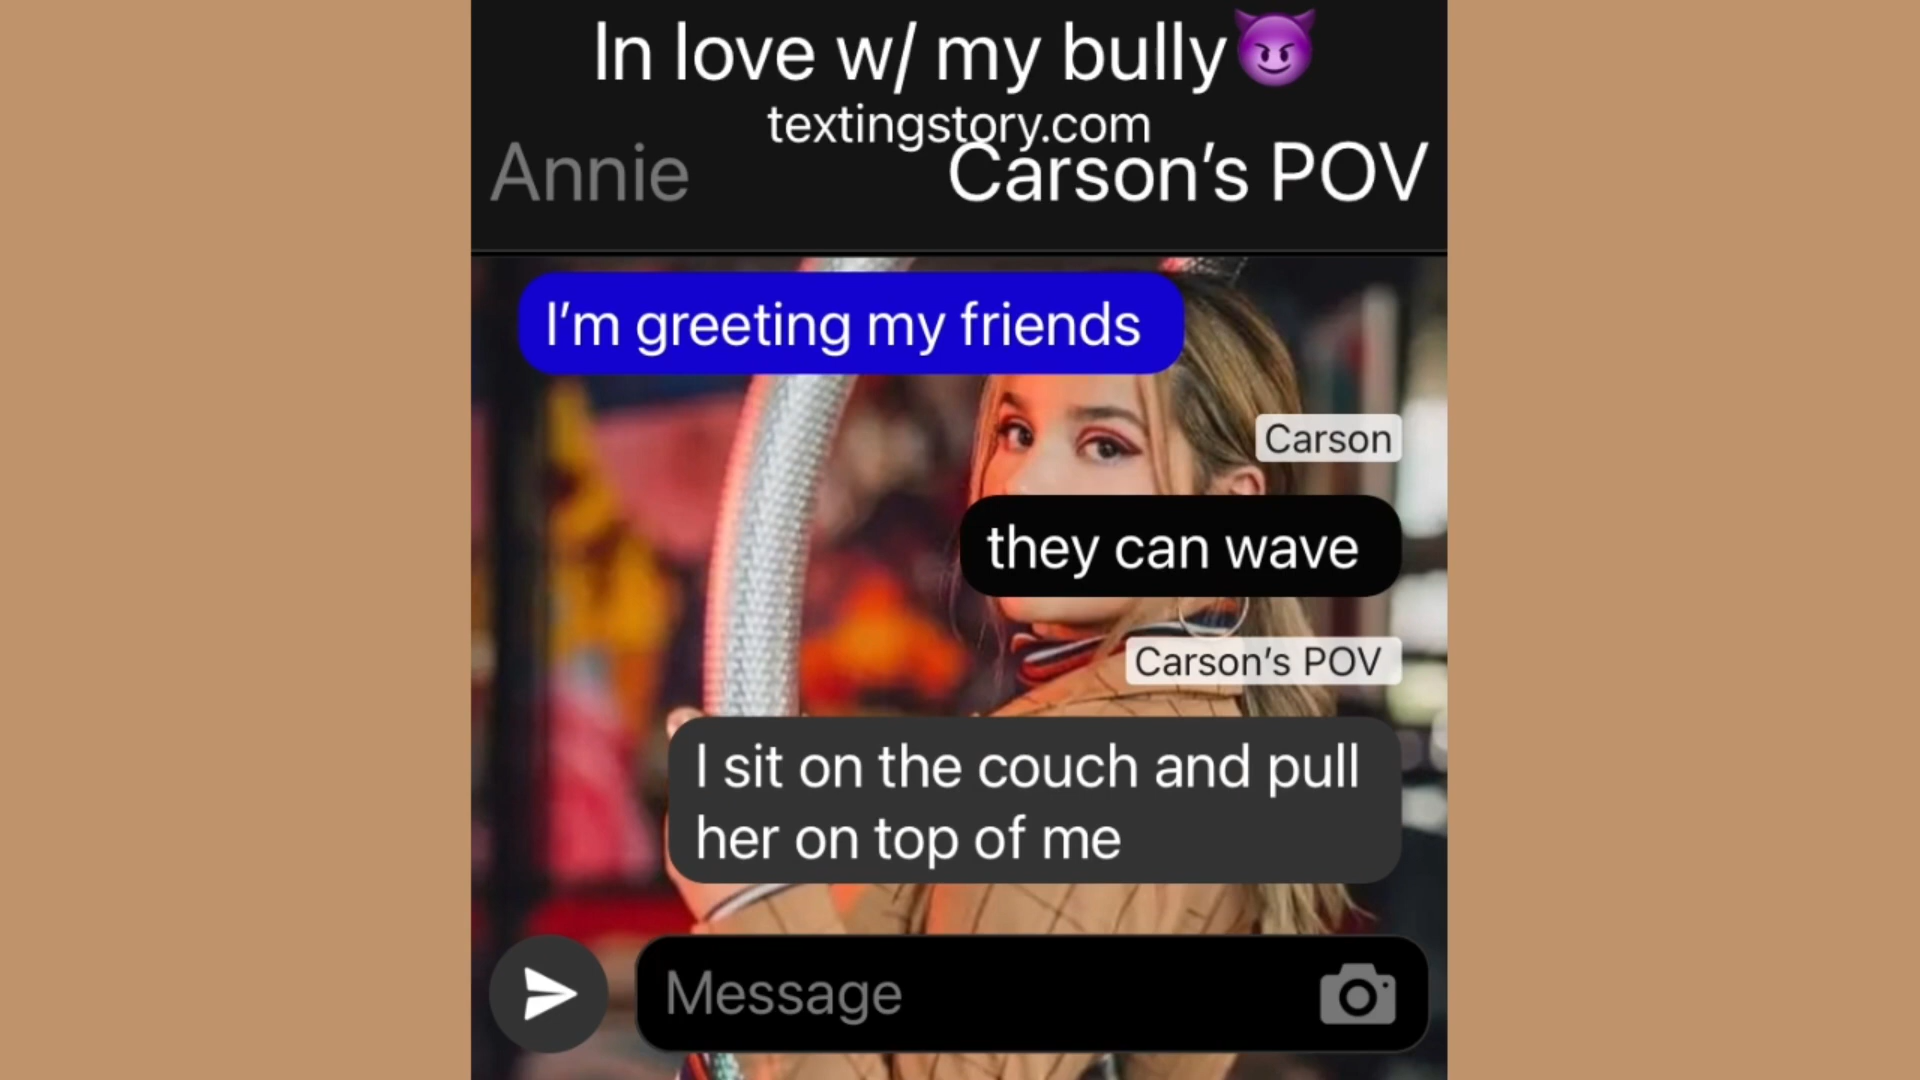 In love w/ my bully😈
textingstory.com
Annie
Carson’s POV
I’m greeting my friends
Carson
they can wave
Carson’s POV
I sit on the couch and pull
her on top of me
Message